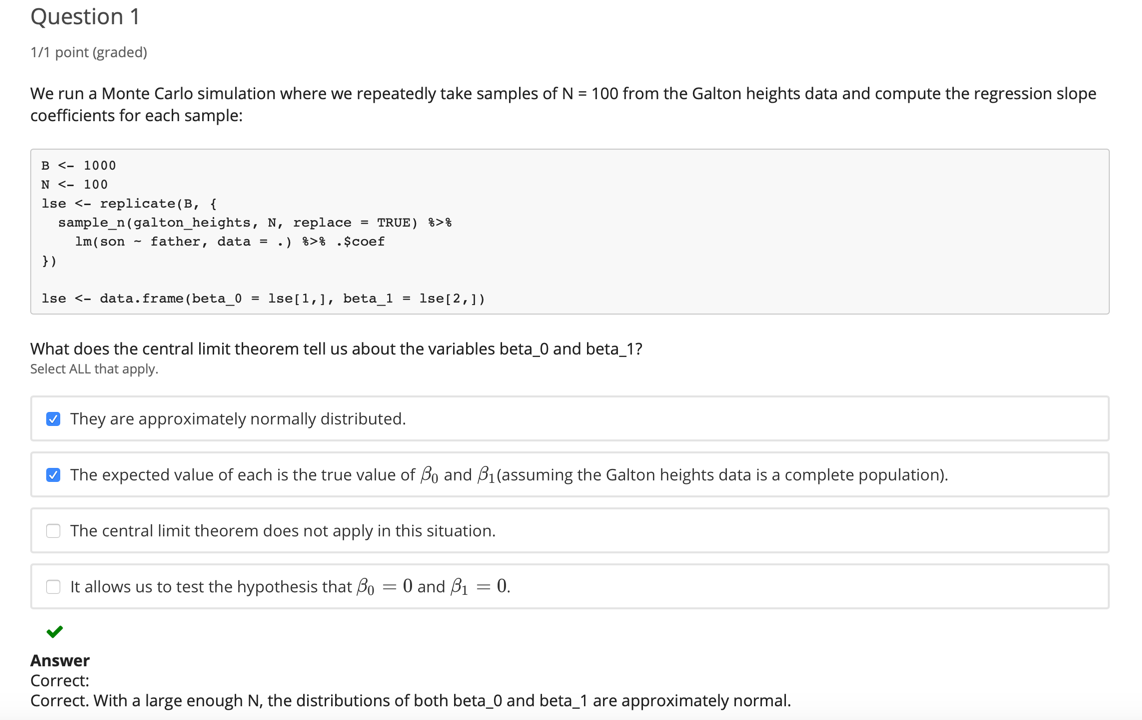 Question 1
1/1 point (graded)
We run a Monte Carlo simulation where we repeatedly take samples of N = 100 from the Galton heights data and compute the regression slope
coefficients for each sample:
B <- 1000
N <- 100
lse <- replicate(B, {
  sample_n(galton_heights, N, replace = TRUE) %>%
    lm(son ~ father, data = .) %>% .$coef
})
lse <- data.frame(beta_0 = lse[1,], beta_1 = lse[2,])
What does the central limit theorem tell us about the variables beta_0 and beta_1?
Select ALL that apply.
They are approximately normally distributed.
The expected value of each is the true value of β₀ and β₁(assuming the Galton heights data is a complete population).
The central limit theorem does not apply in this situation.
It allows us to test the hypothesis that β₀ = 0 and β₁ = 0.
Answer
Correct:
Correct. With a large enough N, the distributions of both beta_0 and beta_1 are approximately normal.